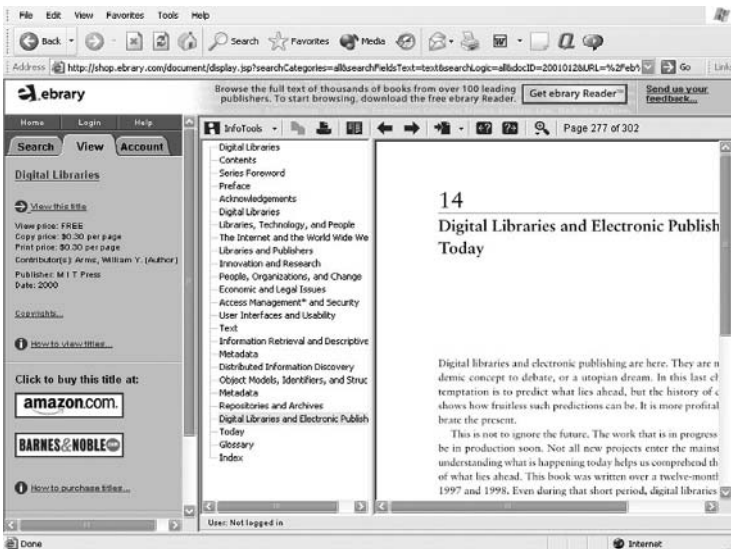 File Edit View Favorites Tools Help
Back Search Favorites Media
Address http://shop.ebrary.com/document/display.jsp?searchCategories=all&searchFieldsText=text&searchLogic=all&docID=2001012&URL=%2Feb Go Link
ebrary
Browse the full text of thousands of books from over 100 leading
publishers. To start browsing, download the free ebrary Reader.
Get ebrary Reader™
Send us your
feedback...
Home Login Help
Search View Account
InfoTools Page 277 of 302
Digital Libraries
View this title
View price: FREE
Copy price: $0.30 per page
Print price: $0.30 per page
Contributor(s): Arms, William Y. (Author)
Publisher: M I T Press
Date: 2000
Copyrights...
How to view titles...
Click to buy this title at:
amazon.com.
BARNES&NOBLE
How to purchase titles...
Digital Libraries
Contents
Series Foreword
Preface
Acknowledgements
Digital Libraries
Libraries, Technology, and People
The Internet and the World Wide We
Libraries and Publishers
Innovation and Research
People, Organizations, and Change
Economic and Legal Issues
Access Management* and Security
User Interfaces and Usability
Text
Information Retrieval and Descriptive
Metadata
Distributed Information Discovery
Object Models, Identifiers, and Struc
Metadata
Repositories and Archives
Digital Libraries and Electronic Publish
Today
Glossary
Index
User: Not logged in
14
Digital Libraries and Electronic Publish
Today
Digital libraries and electronic publishing are here. They are n
demic concept to debate, or a utopian dream. In this last ch
temptation is to predict what lies ahead, but the history of c
shows how fruitless such predictions can be. It is more profital
brate the present.
This is not to ignore the future. The work that is in progress
be in production soon. Not all new projects enter the mainst
understanding what is happening today helps us comprehend th
of what lies ahead. This book was written over a twelve-month
1997 and 1998. Even during that short period, digital libraries
Done Internet